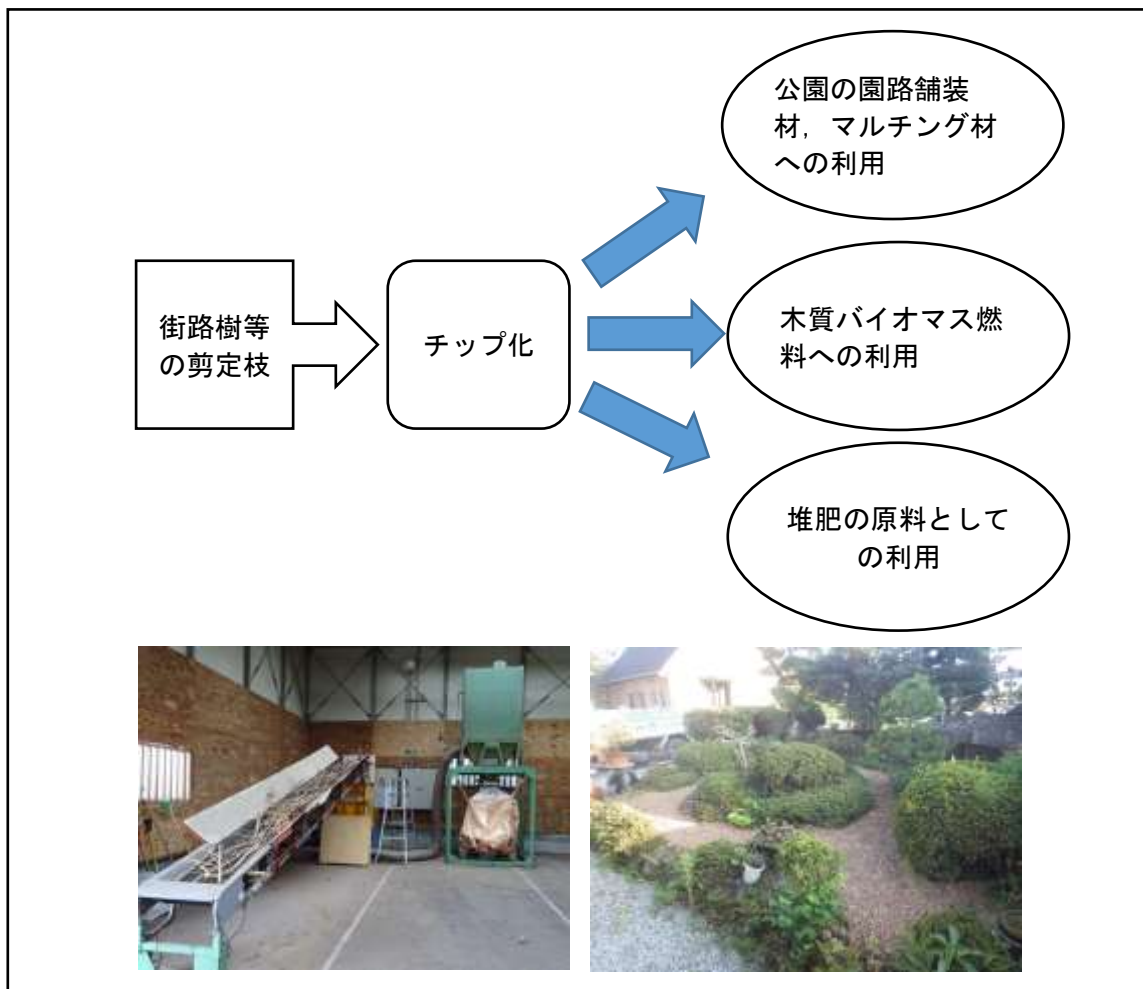 街路樹等
の剪定枝
チップ化
公園の園路舗装
材，マルチング材
への利用
木質バイオマス燃
料への利用
堆肥の原料として
の利用